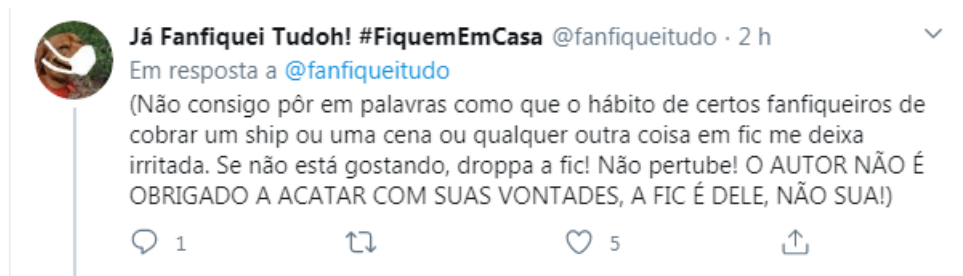 Já Fanfiquei Tudoh! #FiquemEmCasa @fanfiqueitudo · 2 h
Em resposta a @fanfiqueitudo
(Não consigo pôr em palavras como que o hábito de certos fanfiqueiros de
cobrar um ship ou uma cena ou qualquer outra coisa em fic me deixa
irritada. Se não está gostando, droppa a fic! Não pertube! O AUTOR NÃO É
OBRIGADO A ACATAR COM SUAS VONTADES, A FIC É DELE, NÃO SUA!)
1 5